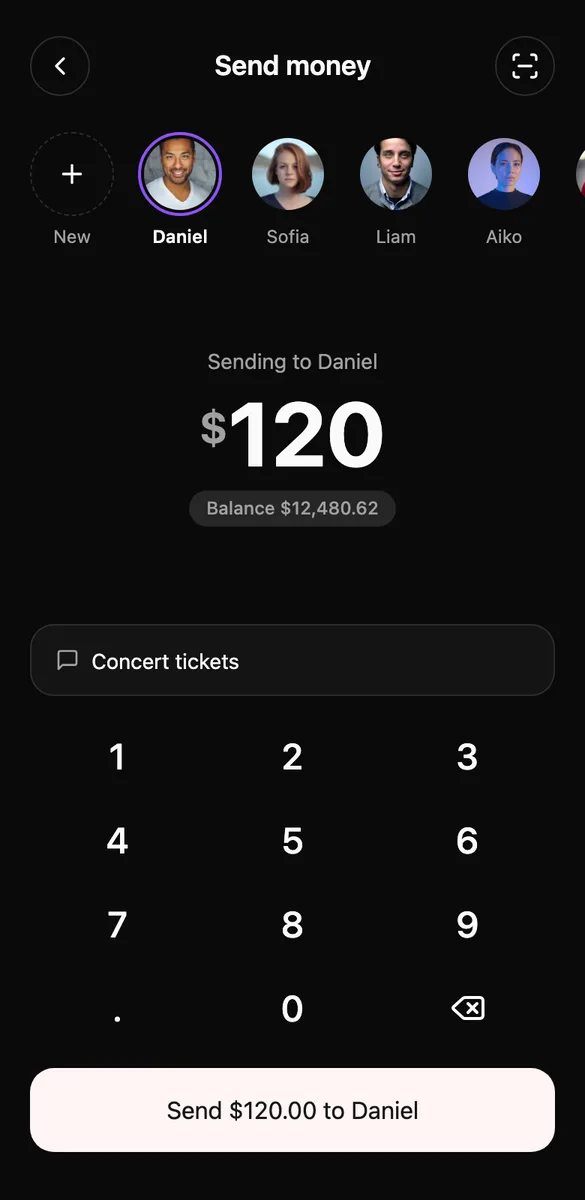 Send money
New
Daniel
Sofia
Liam
Aiko
Sending to Daniel
$120
Balance $12,480.62
Concert tickets
1 2 3
4 5 6
7 8 9
. 0
Send $120.00 to Daniel